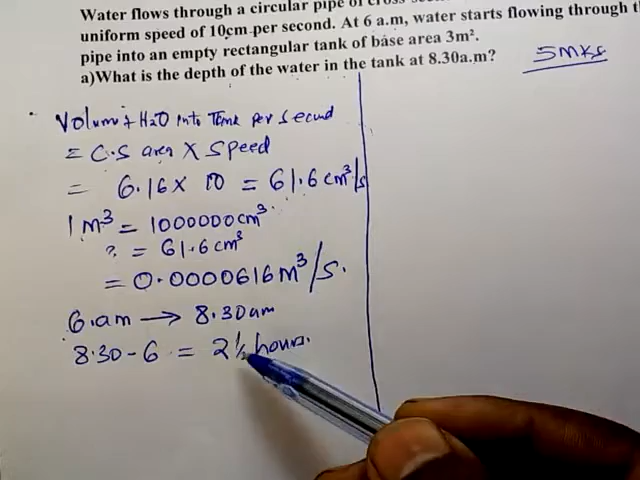 Water flows through a circular pipe of cross
uniform speed of 10cm per second. At 6 a.m, water starts flowing through t
pipe into an empty rectangular tank of base area 3m².
a)What is the depth of the water in the tank at 8.30a.m?
5MKS
Volume of H2O into Tank per second
= C.S area X Speed
= 6.16 X 10 = 61.6 cm³/s
1 m³ = 1000000cm³.
? = 61.6 cm³
= 0.0000616 m³/s.
6.am → 8.30am
8.30 - 6 = 2½ hours.